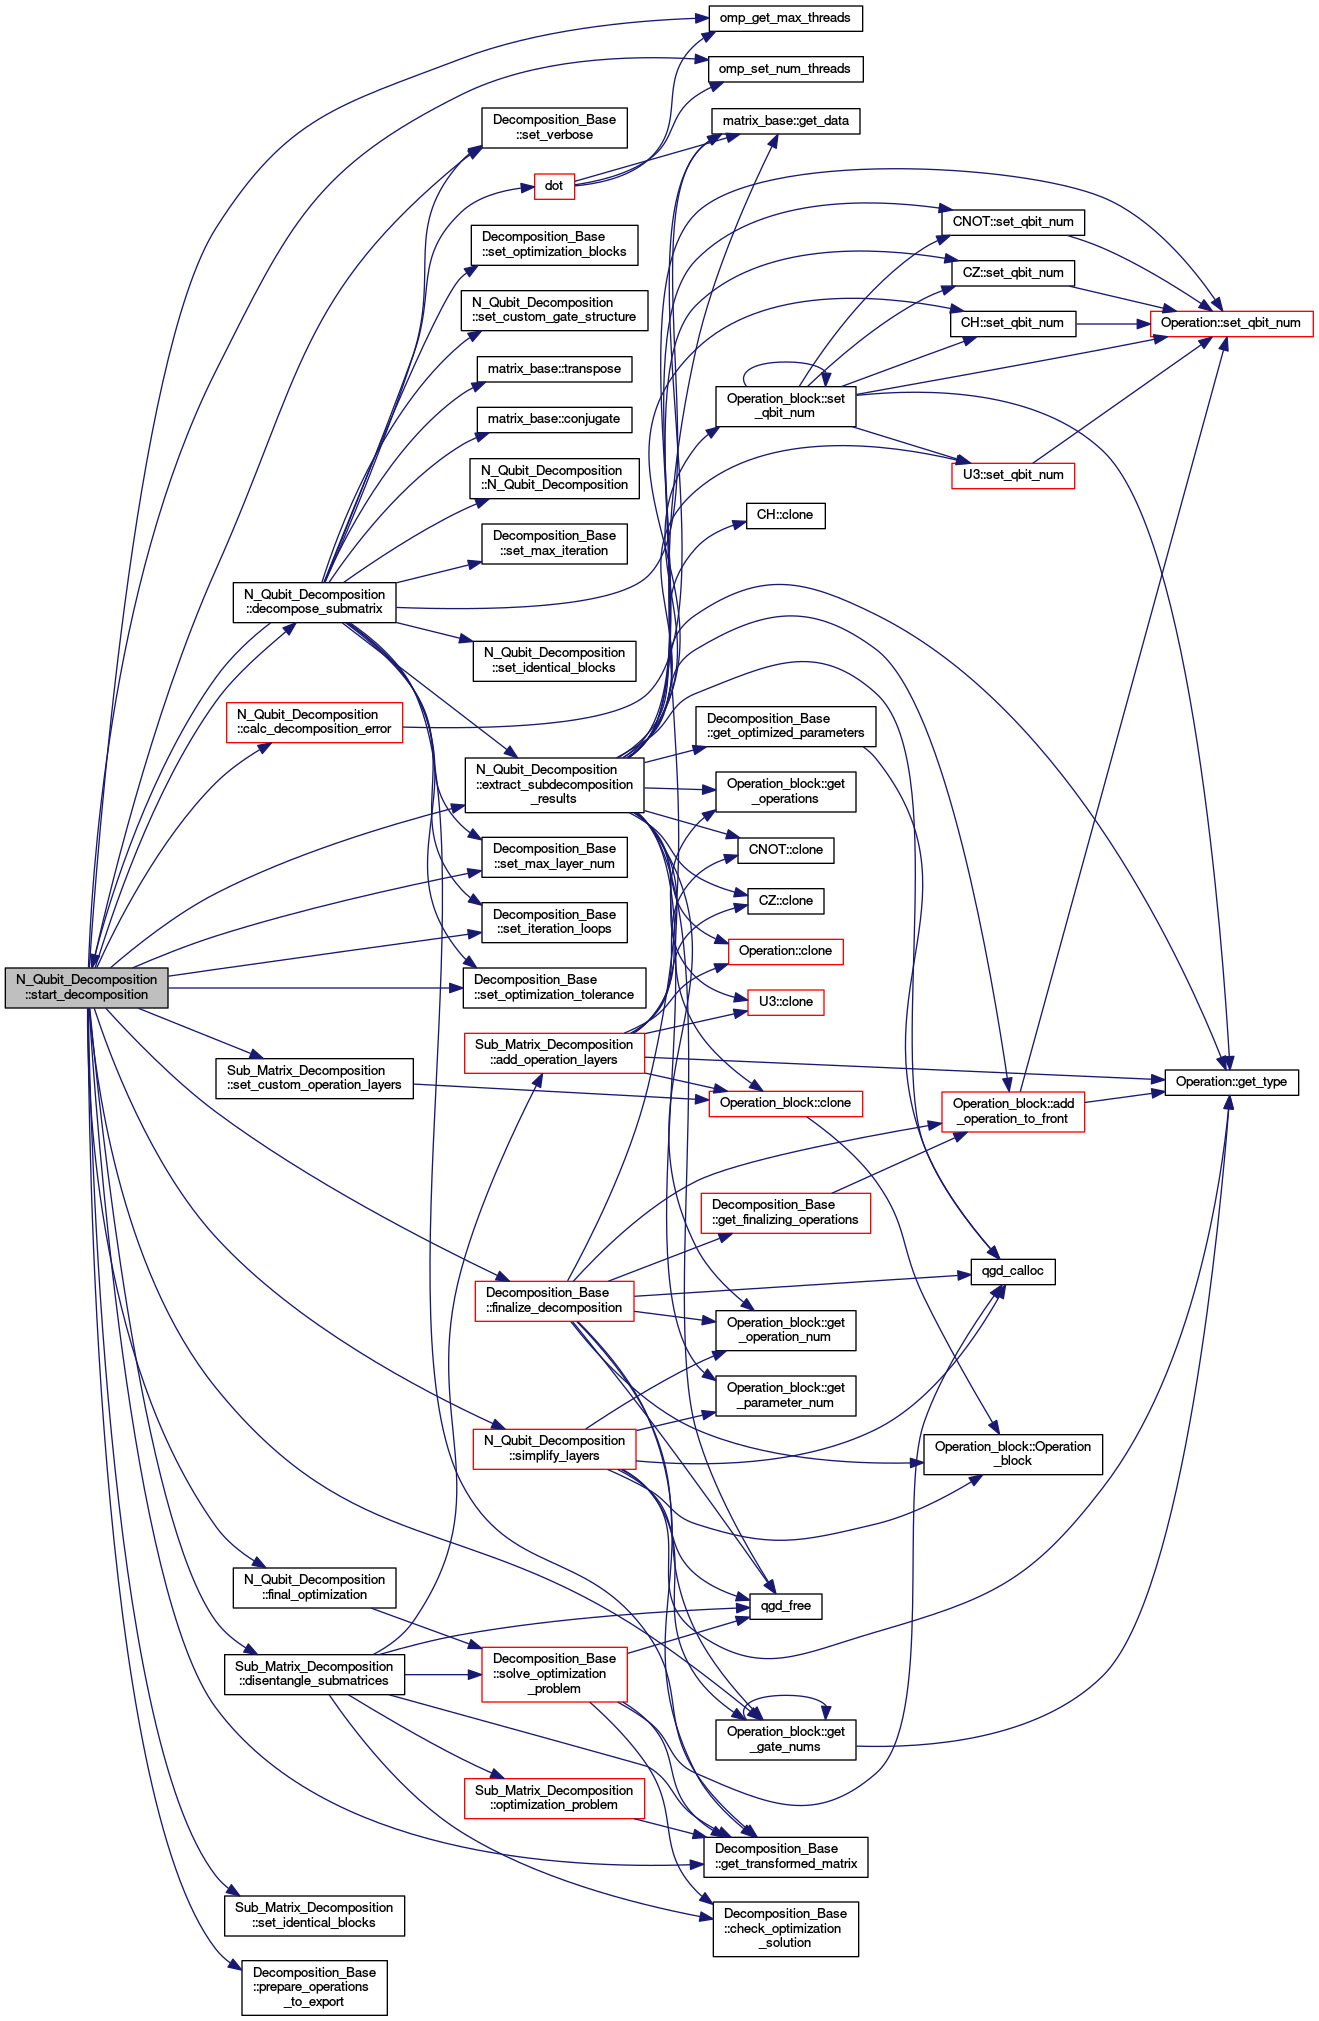 omp_get_max_threads
omp_set_num_threads
matrix_base::get_data
Decomposition_Base
::set_verbose
dot
CNOT::set_qbit_num
Decomposition_Base
::set_optimization_blocks
CZ::set_qbit_num
N_Qubit_Decomposition
::set_custom_gate_structure
CH::set_qbit_num
Operation::set_qbit_num
matrix_base::transpose
Operation_block::set
_qbit_num
matrix_base::conjugate
N_Qubit_Decomposition
::N_Qubit_Decomposition
U3::set_qbit_num
CH::clone
Decomposition_Base
::set_max_iteration
N_Qubit_Decomposition
::decompose_submatrix
N_Qubit_Decomposition
::set_identical_blocks
N_Qubit_Decomposition
::calc_decomposition_error
Decomposition_Base
::get_optimized_parameters
N_Qubit_Decomposition
::extract_subdecomposition
_results
Operation_block::get
_operations
Decomposition_Base
::set_max_layer_num
CNOT::clone
CZ::clone
Decomposition_Base
::set_iteration_loops
Operation::clone
N_Qubit_Decomposition
::start_decomposition
Decomposition_Base
::set_optimization_tolerance
U3::clone
Sub_Matrix_Decomposition
::add_operation_layers
Sub_Matrix_Decomposition
::set_custom_operation_layers
Operation::get_type
Operation_block::clone
Operation_block::add
_operation_to_front
Decomposition_Base
::get_finalizing_operations
qgd_calloc
Decomposition_Base
::finalize_decomposition
Operation_block::get
_operation_num
Operation_block::get
_parameter_num
N_Qubit_Decomposition
::simplify_layers
Operation_block::Operation
_block
N_Qubit_Decomposition
::final_optimization
qgd_free
Sub_Matrix_Decomposition
::disentangle_submatrices
Decomposition_Base
::solve_optimization
_problem
Operation_block::get
_gate_nums
Sub_Matrix_Decomposition
::optimization_problem
Decomposition_Base
::get_transformed_matrix
Sub_Matrix_Decomposition
::set_identical_blocks
Decomposition_Base
::check_optimization
_solution
Decomposition_Base
::prepare_operations
_to_export